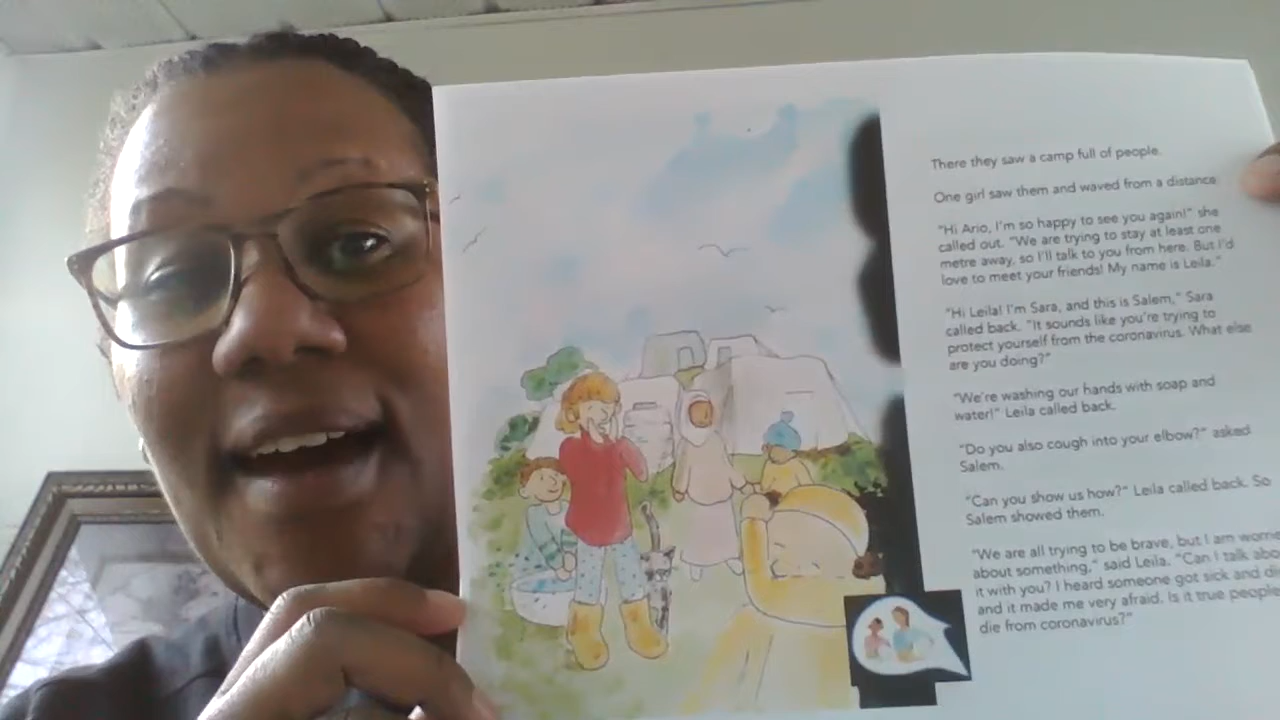 There they saw a camp full of people.
One girl saw them and waved from a distance.
"Hi Ario, I'm so happy to see you again!" she
called out. "We are trying to stay at least one
metre away, so I'll talk to you from here. But I'd
love to meet your friends! My name is Leila."
"Hi Leila! I'm Sara, and this is Salem," Sara
called back. "It sounds like you're trying to
protect yourself from the coronavirus. What else
are you doing?"
"We're washing our hands with soap and
water!" Leila called back.
"Do you also cough into your elbow?" asked
Salem.
"Can you show us how?" Leila called back. So
Salem showed them.
"We are all trying to be brave, but I am
about something," said Leila. "Can I talk
it with you? I heard someone got sick and
and it made me very afraid. Is it true people
die from coronavirus?"